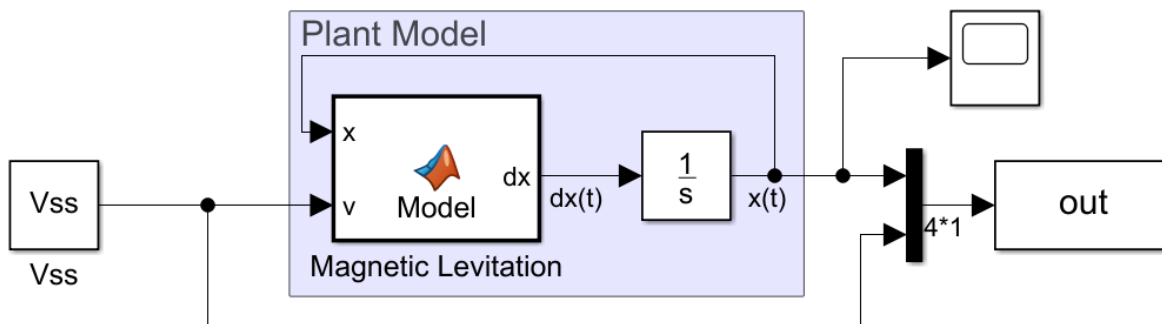 Plant Model
x
v
dx
Model
Magnetic Levitation
Vss
Vss
dx(t)
1
s
x(t)
4*1
out